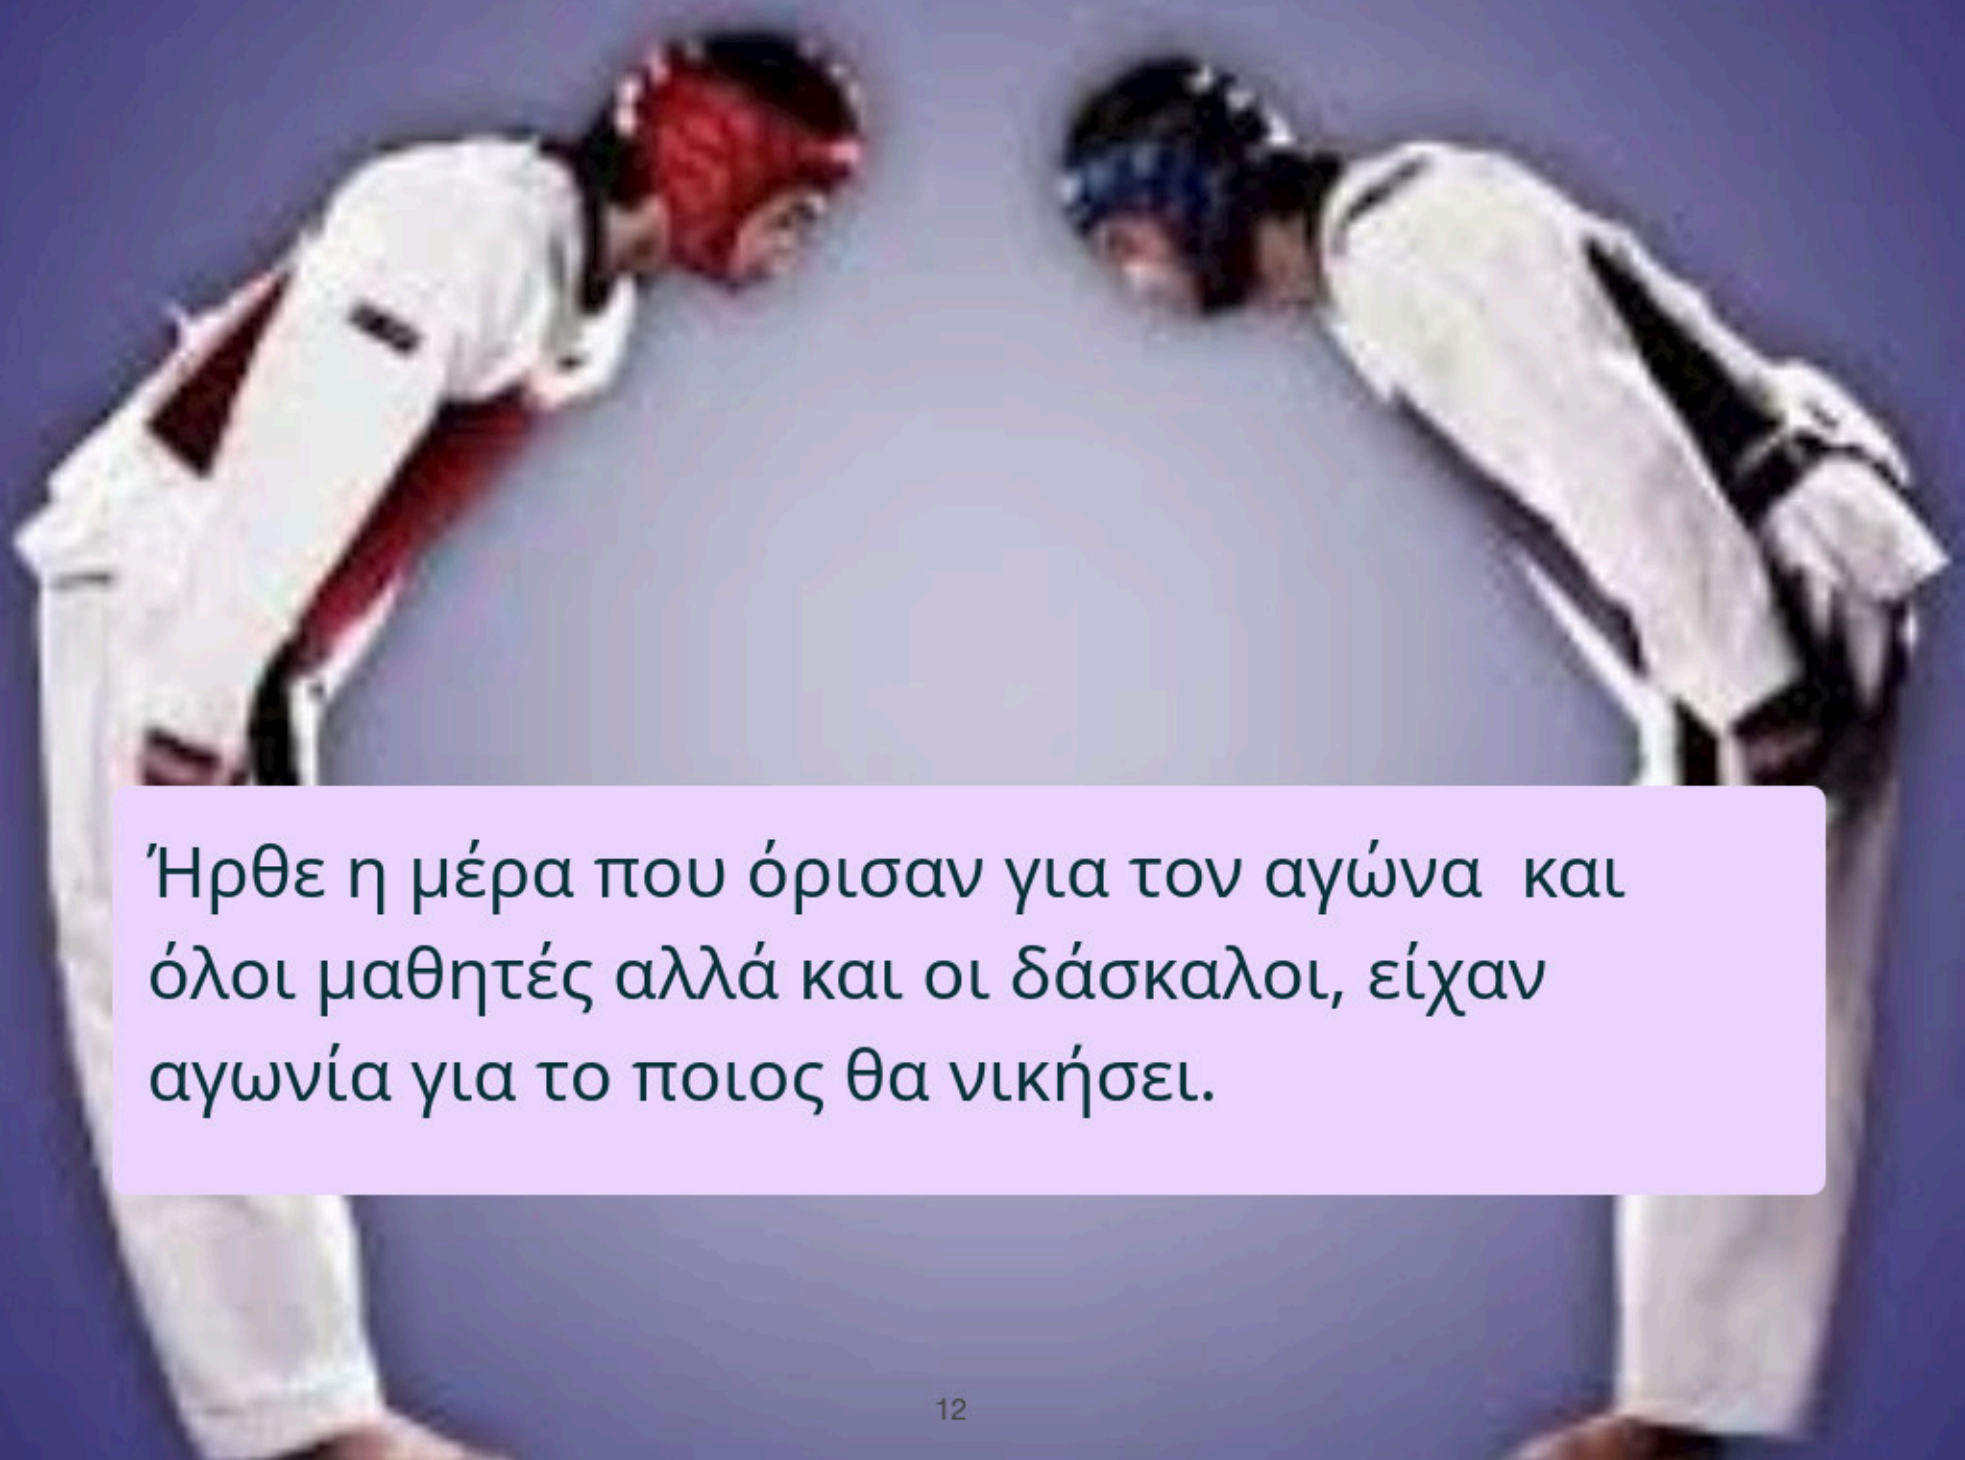 Ήρθε η μέρα που όρισαν για τον αγώνα  και
όλοι μαθητές αλλά και οι δάσκαλοι, είχαν
αγωνία για το ποιος θα νικήσει.
12